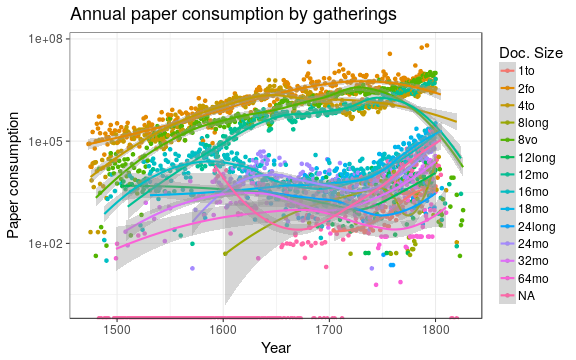 Annual paper consumption by gatherings
Paper consumption
1e+08
1e+05
1e+02
1500
1600
1700
1800
Year
Doc. Size
1to
2fo
4to
8long
8vo
12long
12mo
16mo
18mo
24long
24mo
32mo
64mo
NA